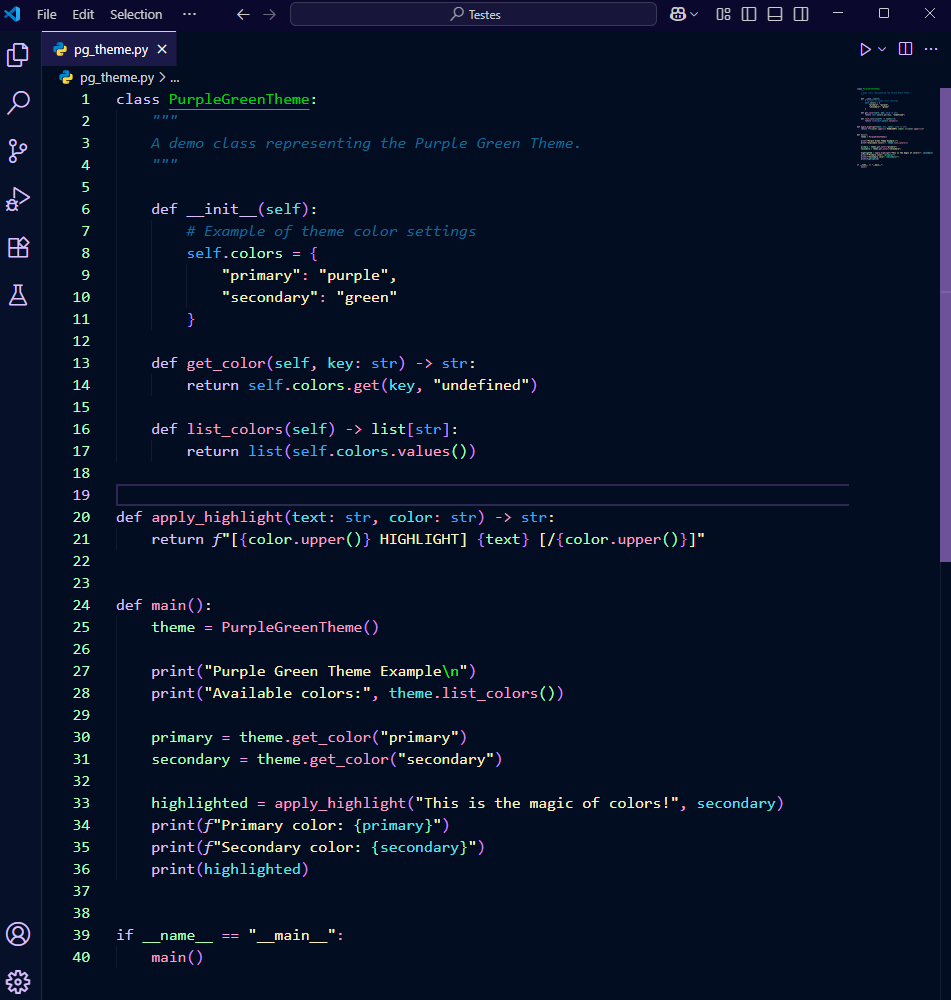 File Edit Selection ··· Testes
pg_theme.py
pg_theme.py > ...
1 class PurpleGreenTheme:
2     """
3     A demo class representing the Purple Green Theme.
4     """
5
6     def __init__(self):
7         # Example of theme color settings
8         self.colors = {
9             "primary": "purple",
10             "secondary": "green"
11         }
12
13     def get_color(self, key: str) -> str:
14         return self.colors.get(key, "undefined")
15
16     def list_colors(self) -> list[str]:
17         return list(self.colors.values())
18
19
20 def apply_highlight(text: str, color: str) -> str:
21     return f"[{color.upper()} HIGHLIGHT] {text} [/{color.upper()}]"
22
23
24 def main():
25     theme = PurpleGreenTheme()
26
27     print("Purple Green Theme Example\n")
28     print("Available colors:", theme.list_colors())
29
30     primary = theme.get_color("primary")
31     secondary = theme.get_color("secondary")
32
33     highlighted = apply_highlight("This is the magic of colors!", secondary)
34     print(f"Primary color: {primary}")
35     print(f"Secondary color: {secondary}")
36     print(highlighted)
37
38
39 if __name__ == "__main__":
40     main()